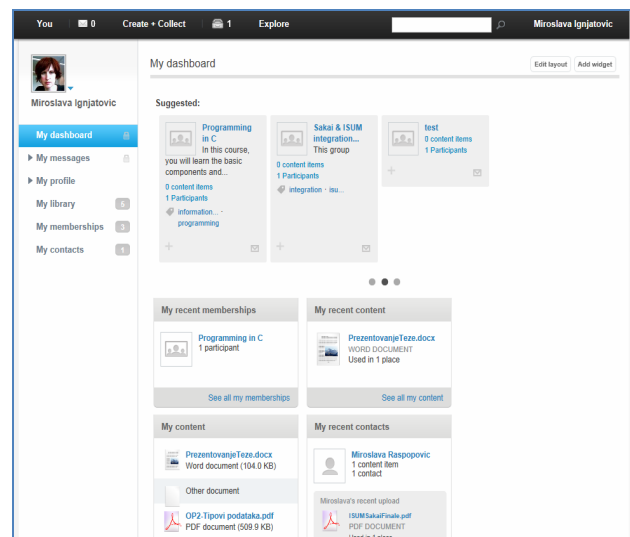 You 0 Create + Collect 1 Explore Miroslava Ignjatovic
My dashboard Edit layout Add widget
Miroslava Ignjatovic
My dashboard
My messages
My profile
My library 5
My memberships 3
My contacts 1
Suggested:
Programming
in C
In this course,
you will learn the basic
components and...
0 content items
1 Participants
information... ·
programming
Sakai & ISUM
integration...
This group
0 content items
1 Participants
integration · isu...
test
0 content items
1 Participants
My recent memberships
Programming in C
1 participant
See all my memberships
My recent content
PrezentovanjeTeze.docx
WORD DOCUMENT
Used in 1 place
See all my content
My content
PrezentovanjeTeze.docx
Word document (104.0 KB)
Other document
OP2-Tipovi podataka.pdf
PDF document (509.9 KB)
My recent contacts
Miroslava Raspopovic
1 content item
1 contact
Miroslava's recent upload
ISUMSakaiFinale.pdf
PDF DOCUMENT
Used in 1 place